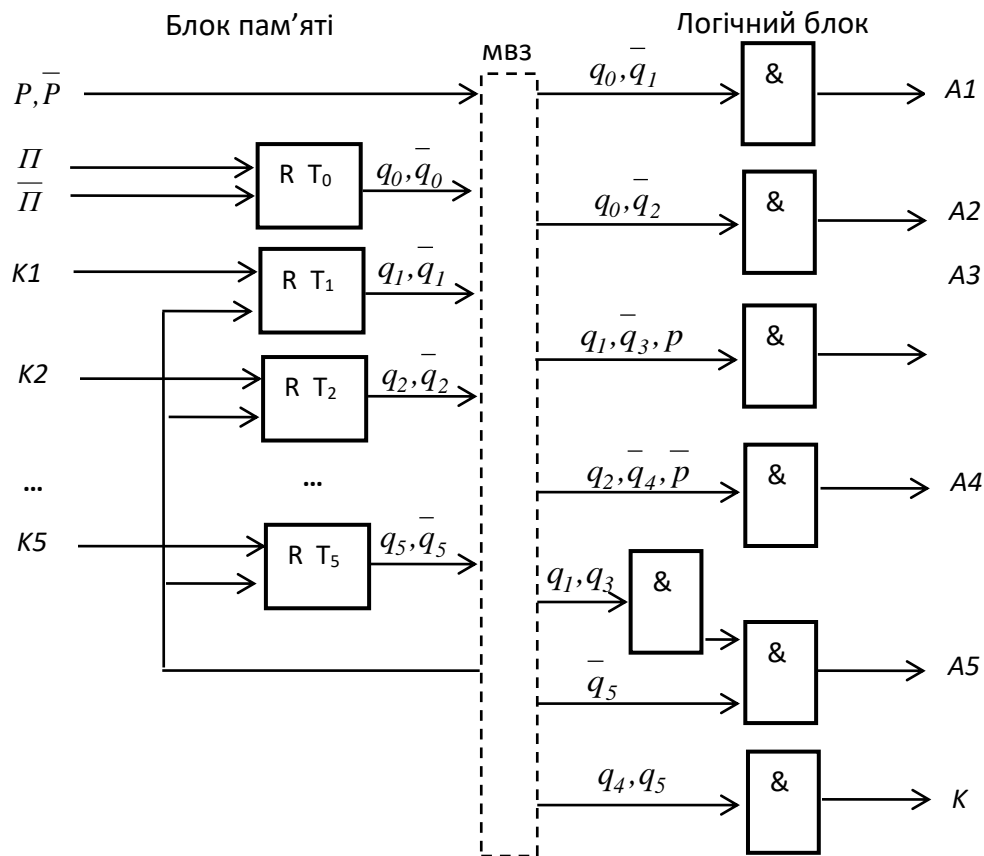 Блок пам’яті
Логічний блок
мвз
P, P̅
q₀, q̅₁
&
A1
П
R T₀
q₀, q̅₀
П̅
q₀, q̅₂
&
A2
K1
R T₁
q₁, q̅₁
A3
q₁, q̅₃, p
&
K2
R T₂
q₂, q̅₂
q₂, q̅₄, p̅
&
A4
...
...
K5
R T₅
q₅, q̅₅
q₁, q₃
&
&
A5
q̅₅
q₄, q₅
&
K